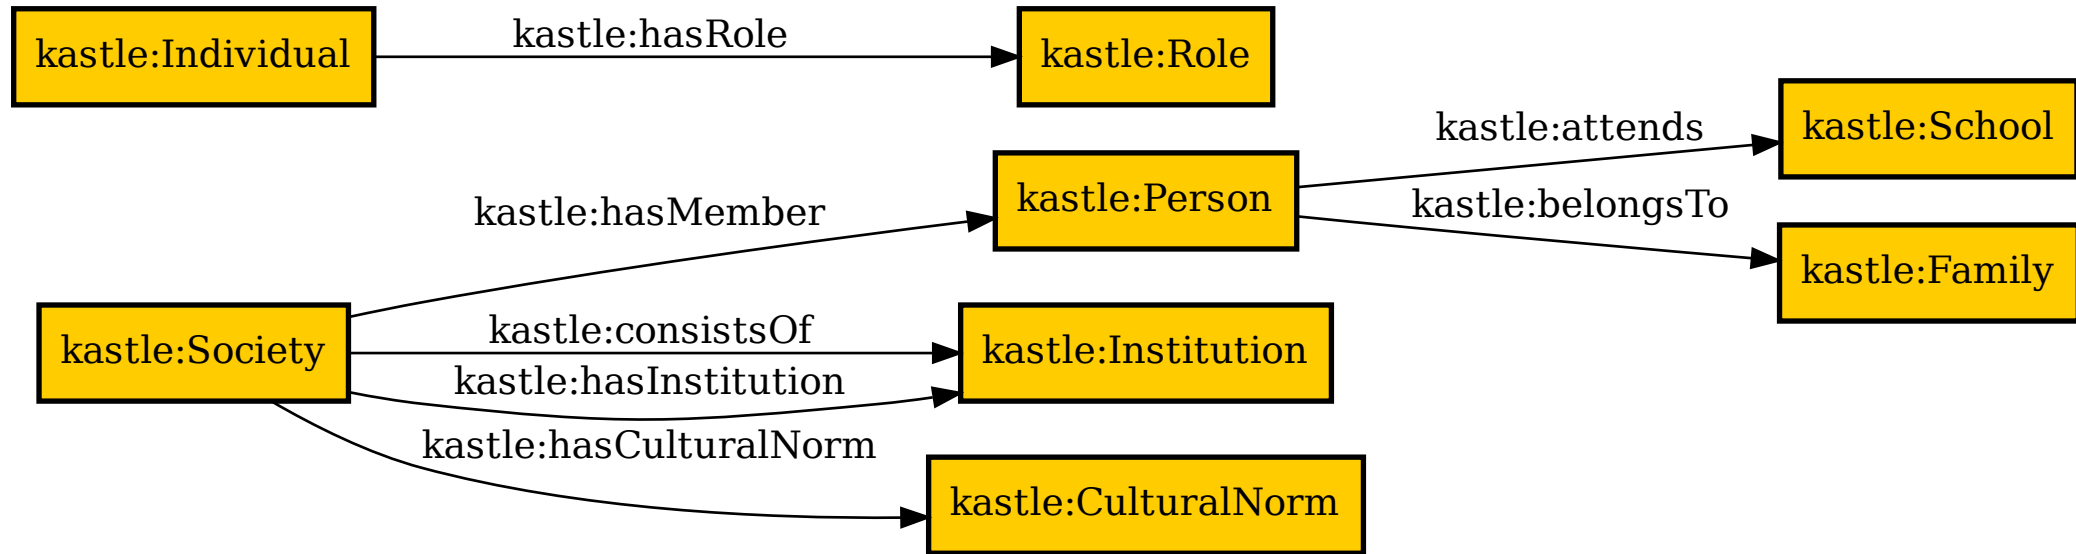 kastle:Individual
kastle:hasRole
kastle:Role
kastle:attends
kastle:School
kastle:Person
kastle:hasMember
kastle:belongsTo
kastle:Family
kastle:Society
kastle:consistsOf
kastle:Institution
kastle:hasInstitution
kastle:hasCulturalNorm
kastle:CulturalNorm